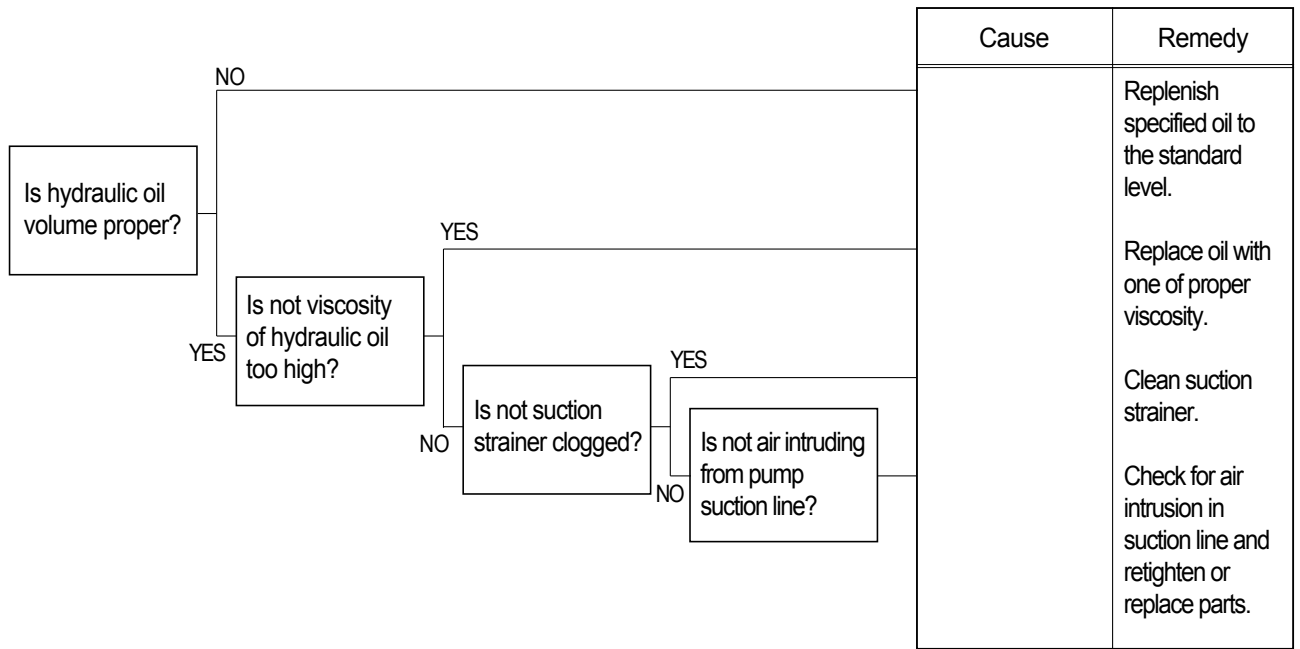 Cause
Remedy
NO
Replenish
specified oil to
the standard
level.
Is hydraulic oil
volume proper?
YES
Replace oil with
one of proper
viscosity.
YES
Is not viscosity
of hydraulic oil
too high?
YES
Clean suction
strainer.
NO
Is not suction
strainer clogged?
NO
Is not air intruding
from pump
suction line?
Check for air
intrusion in
suction line and
retighten or
replace parts.